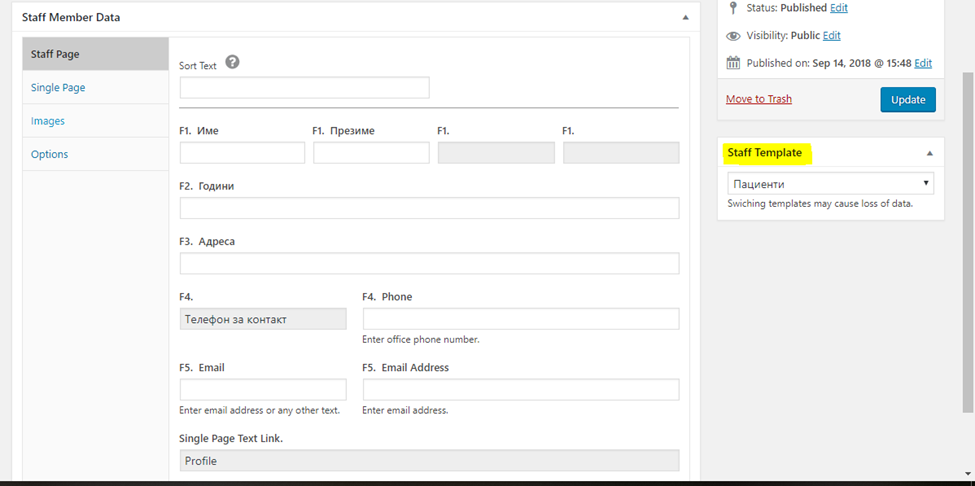 Staff Member Data
Staff Page
Single Page
Images
Options
Sort Text ?
F1. Име F1. Презиме F1. F1.
F2. Години
F3. Адреса
F4. F4. Phone
Телефон за контакт
Enter office phone number.
F5. Email F5. Email Address
Enter email address or any other text. Enter email address.
Single Page Text Link.
Profile
Status: Published Edit
Visibility: Public Edit
Published on: Sep 14, 2018 @ 15:48 Edit
Move to Trash Update
Staff Template
Пациенти
Swiching templates may cause loss of data.